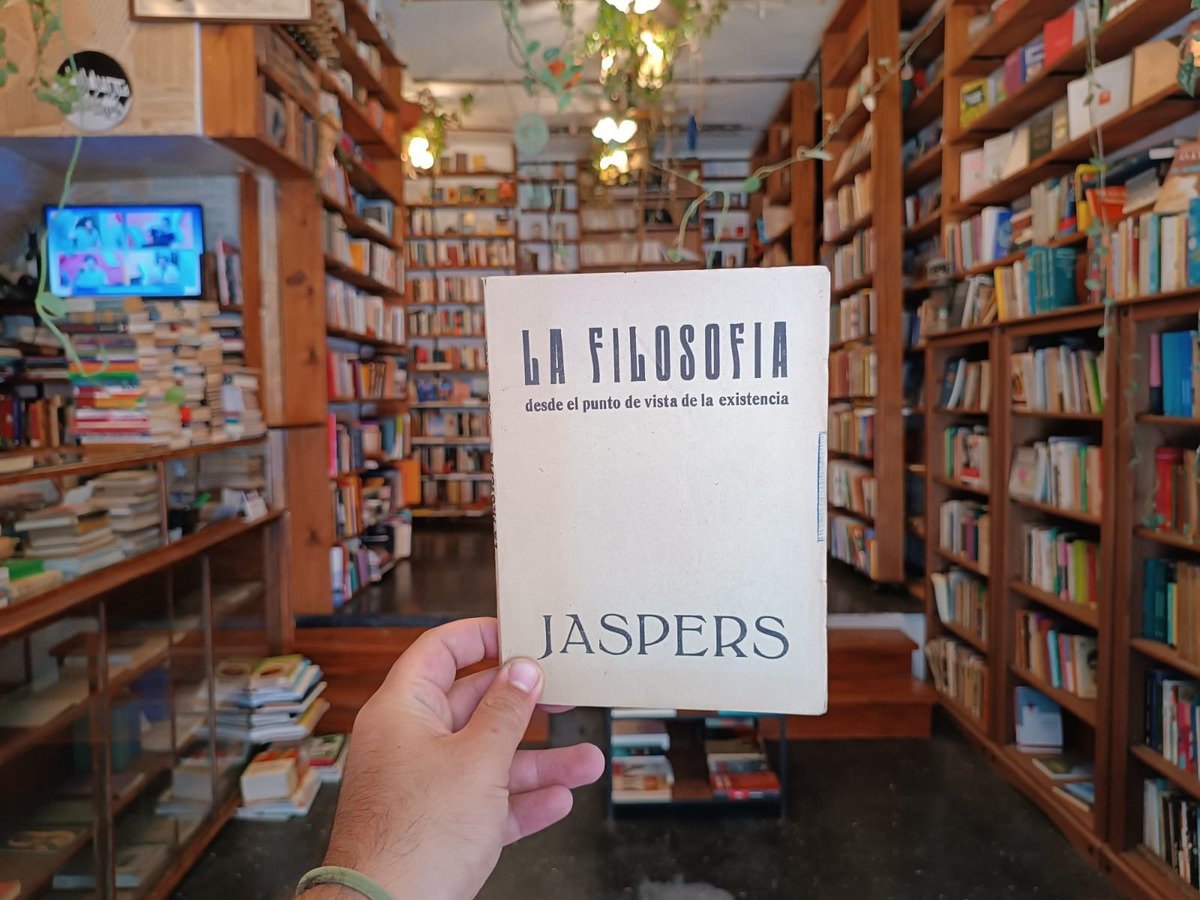 LA FILOSOFIA
desde el punto de vista de la existencia
JASPERS